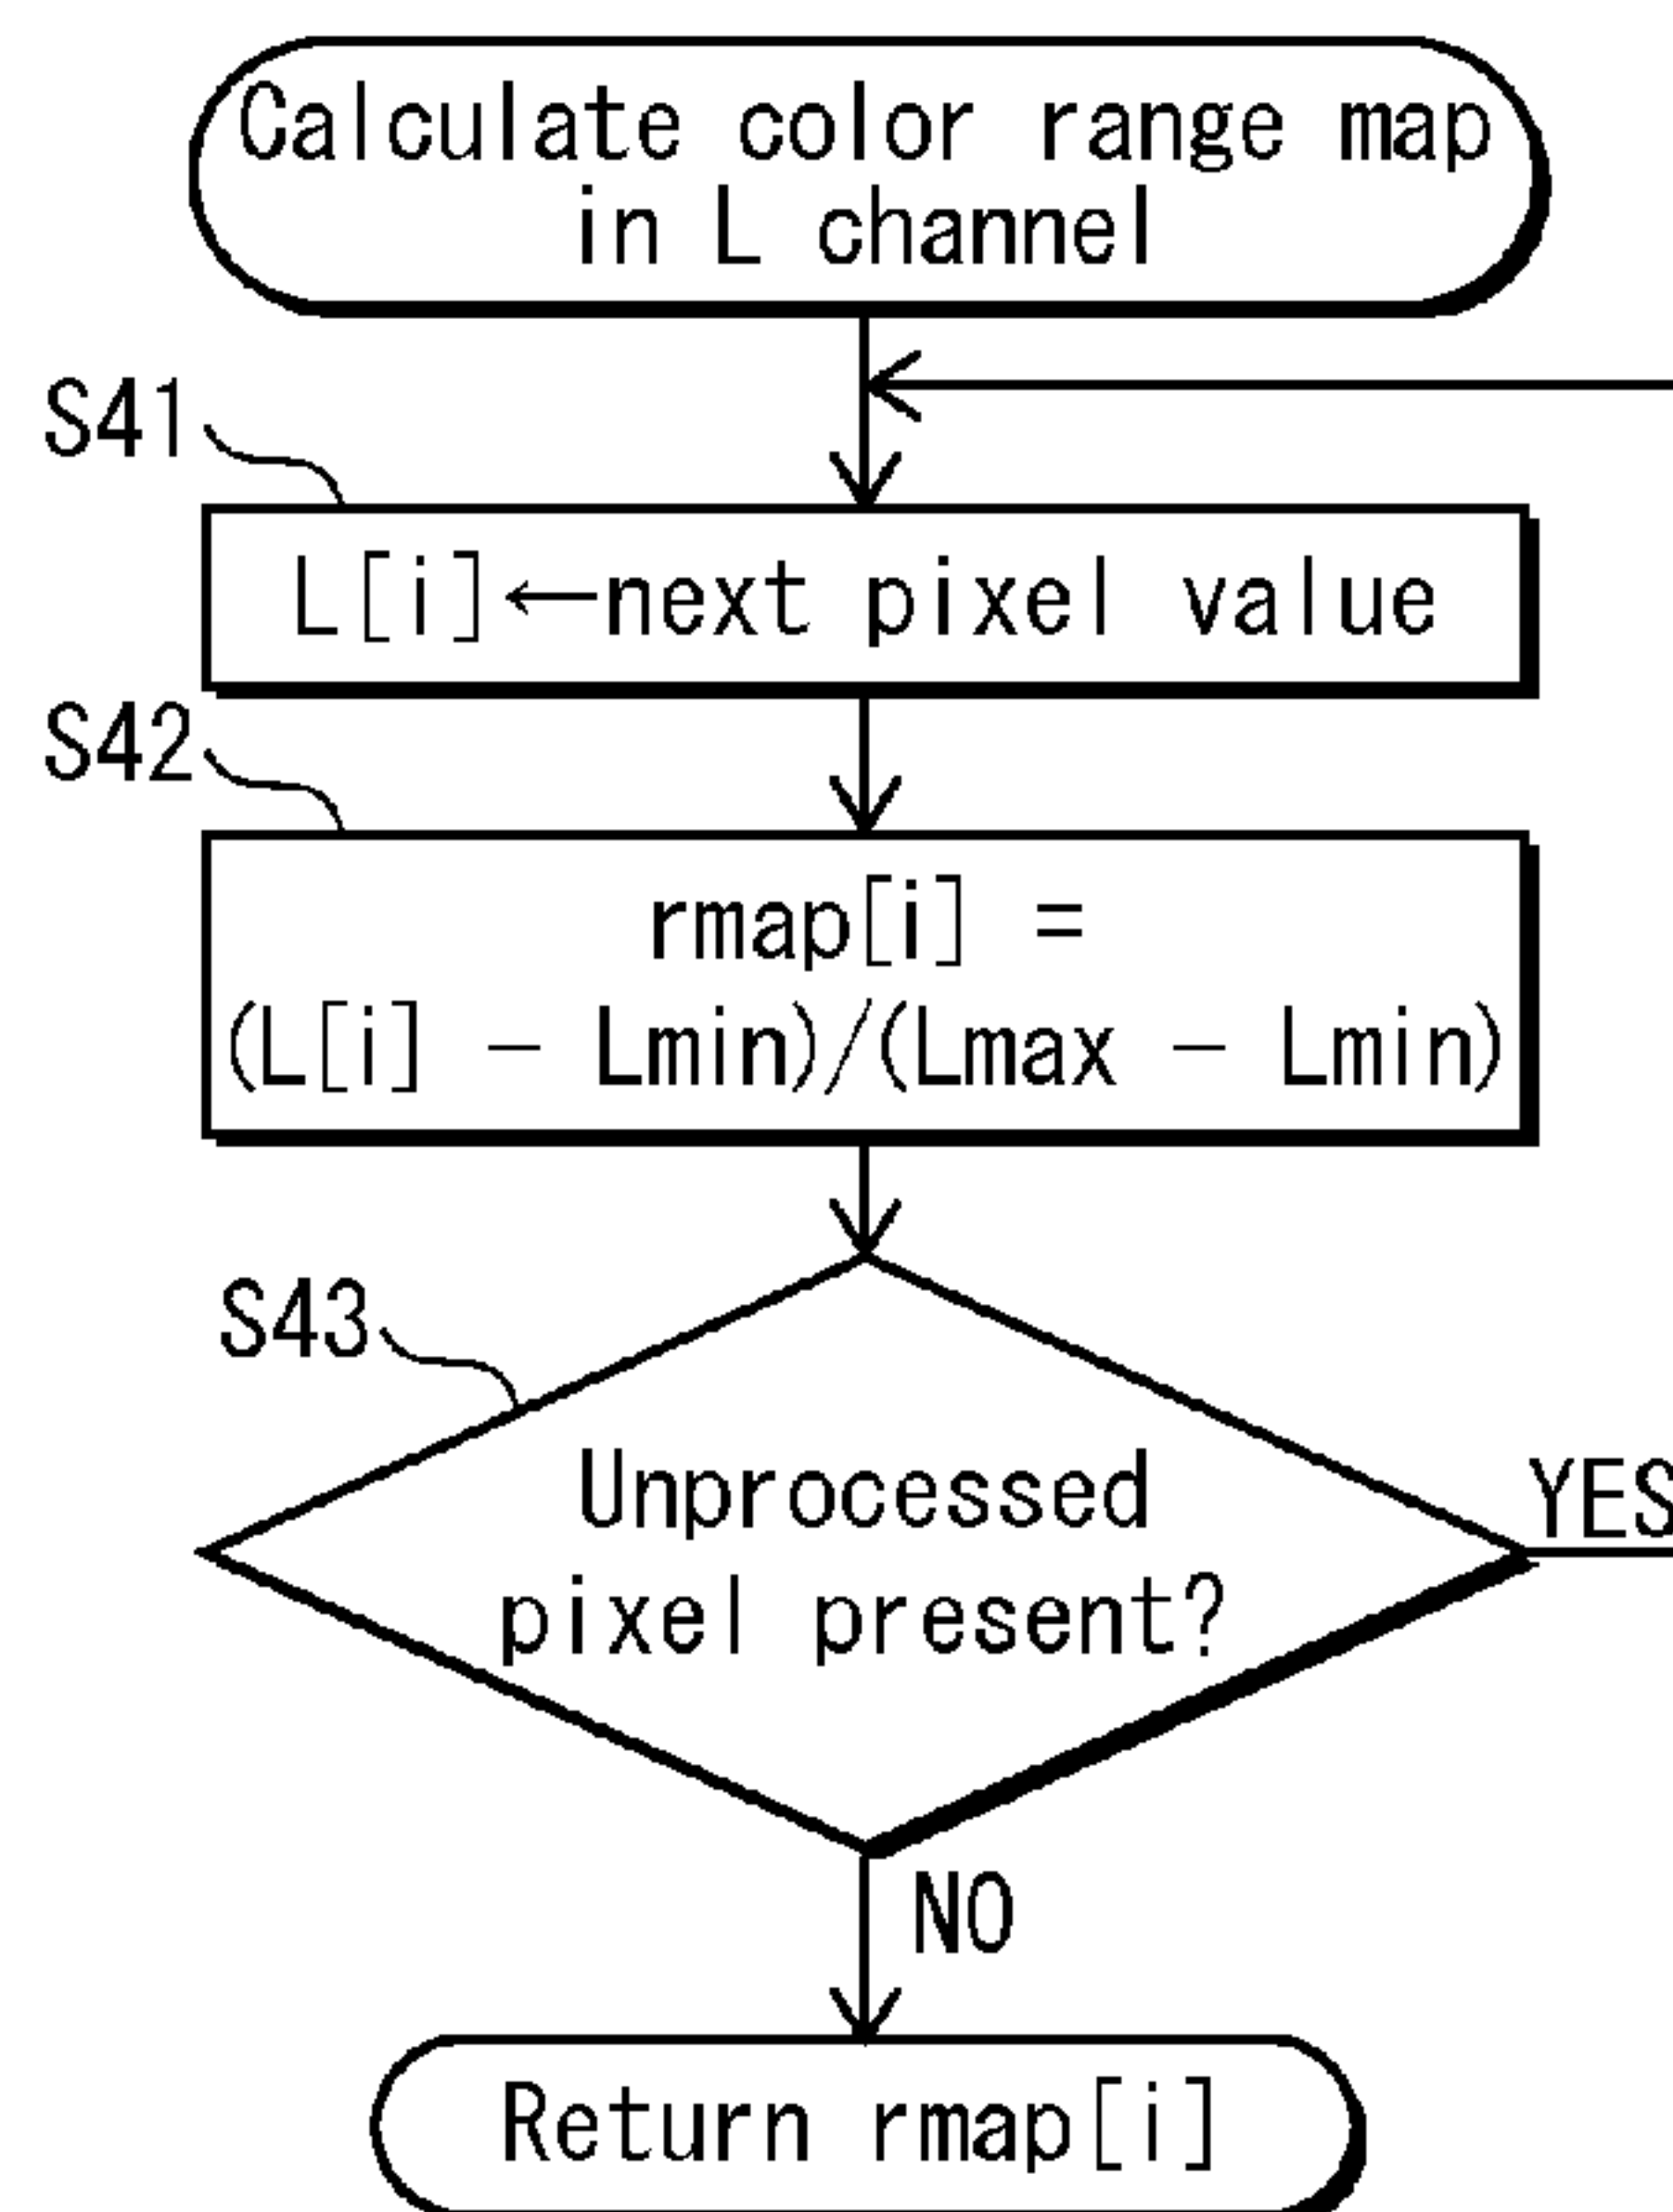 Calculate color range map
in L channel
S41
L[i]←next pixel value
S42
rmap[i] =
(L[i] − Lmin)/(Lmax − Lmin)
S43
Unprocessed
pixel present?
YES
NO
Return rmap[i]